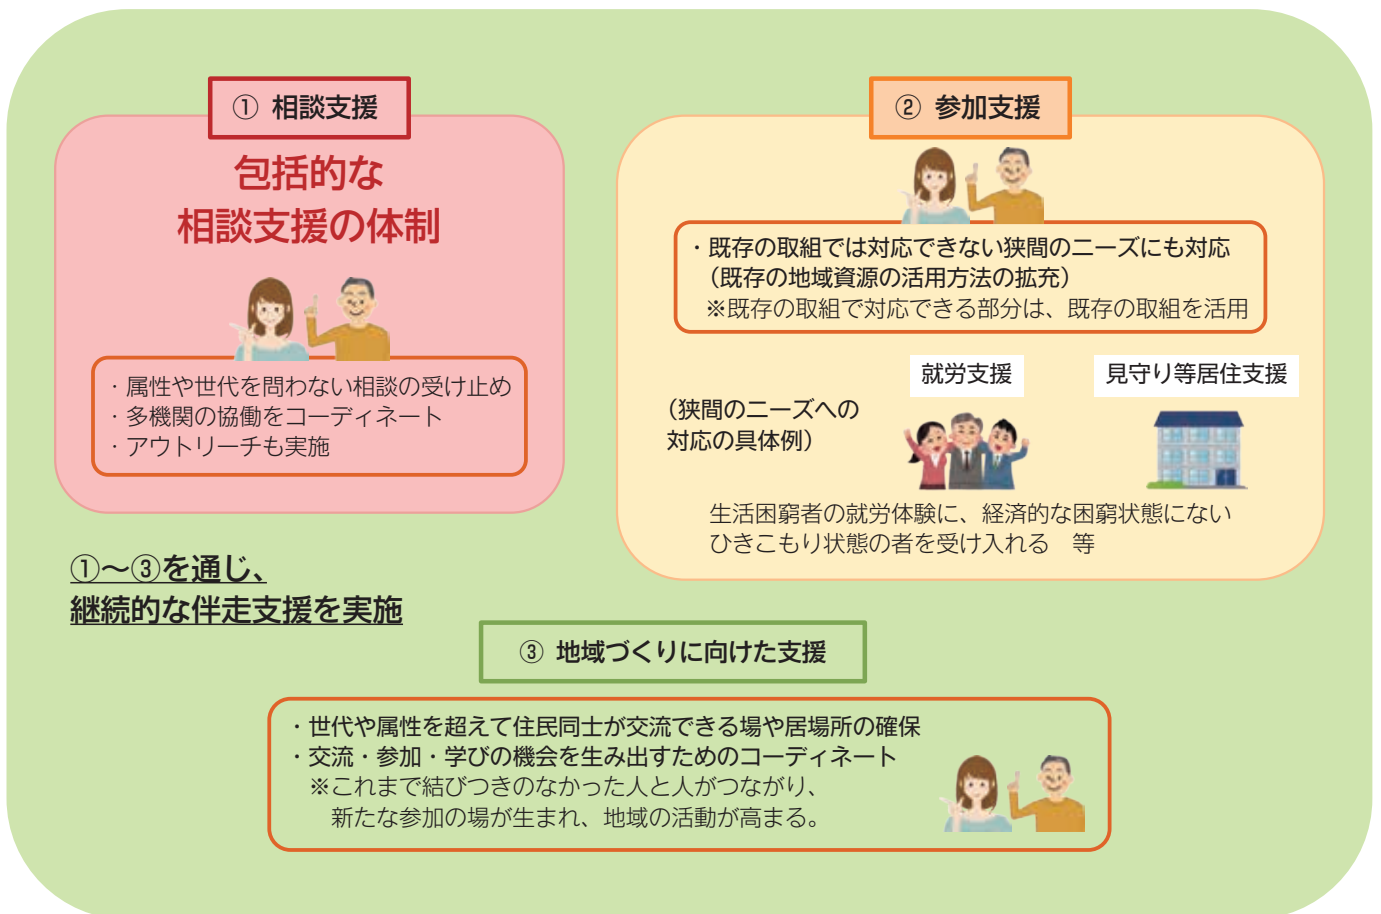 ① 相談支援
包括的な
相談支援の体制
・属性や世代を問わない相談の受け止め
・多機関の協働をコーディネート
・アウトリーチも実施
② 参加支援
・既存の取組では対応できない狭間のニーズにも対応
（既存の地域資源の活用方法の拡充）
※既存の取組で対応できる部分は、既存の取組を活用
（狭間のニーズへの
対応の具体例）
就労支援
見守り等居住支援
生活困窮者の就労体験に、経済的な困窮状態にない
ひきこもり状態の者を受け入れる　等
①～③を通じ、
継続的な伴走支援を実施
③ 地域づくりに向けた支援
・世代や属性を超えて住民同士が交流できる場や居場所の確保
・交流・参加・学びの機会を生み出すためのコーディネート
※これまで結びつきのなかった人と人がつながり、
新たな参加の場が生まれ、地域の活動が高まる。